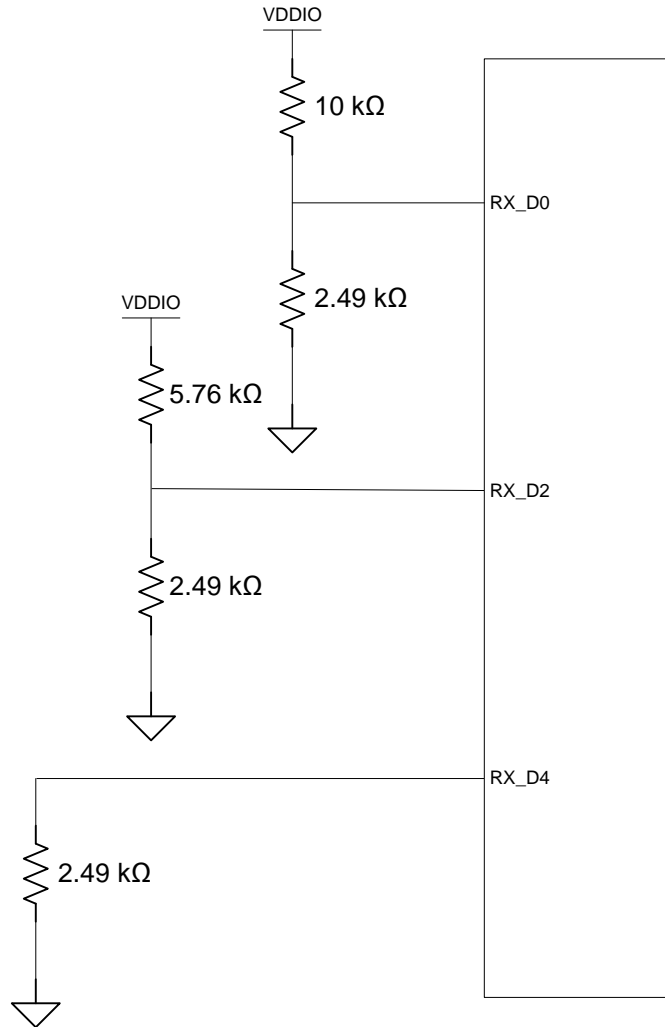 VDDIO
10 kΩ
RX_D0
2.49 kΩ
VDDIO
5.76 kΩ
RX_D2
2.49 kΩ
RX_D4
2.49 kΩ